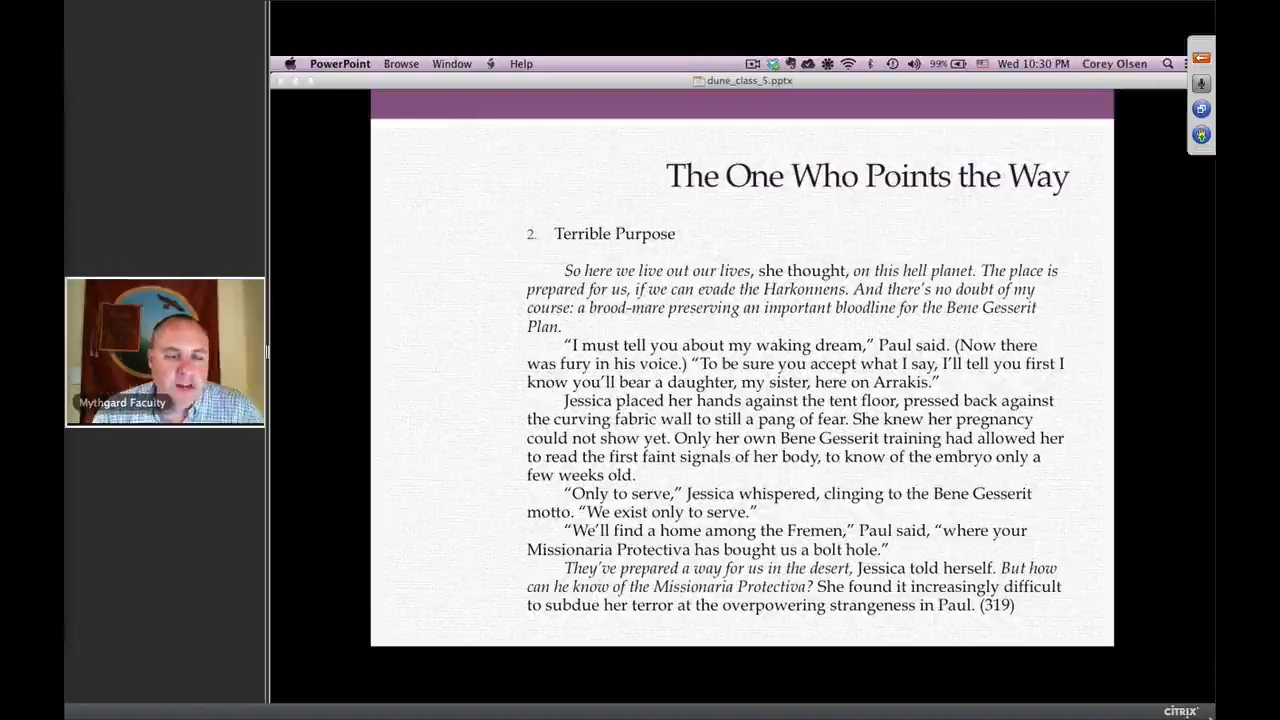 PowerPoint Browse Window Help 99% Wed 10:30 PM Corey Olsen
dune_class_5.pptx
The One Who Points the Way
2. Terrible Purpose
So here we live out our lives, she thought, on this hell planet. The place is
prepared for us, if we can evade the Harkonnens. And there's no doubt of my
course: a brood-mare preserving an important bloodline for the Bene Gesserit
Plan.
“I must tell you about my waking dream,” Paul said. (Now there
was fury in his voice.) “To be sure you accept what I say, I'll tell you first I
know you'll bear a daughter, my sister, here on Arrakis.”
Jessica placed her hands against the tent floor, pressed back against
the curving fabric wall to still a pang of fear. She knew her pregnancy
could not show yet. Only her own Bene Gesserit training had allowed her
to read the first faint signals of her body, to know of the embryo only a
few weeks old.
“Only to serve,” Jessica whispered, clinging to the Bene Gesserit
motto. “We exist only to serve.”
“We'll find a home among the Fremen,” Paul said, “where your
Missionaria Protectiva has bought us a bolt hole.”
They've prepared a way for us in the desert, Jessica told herself. But how
can he know of the Missionaria Protectiva? She found it increasingly difficult
to subdue her terror at the overpowering strangeness in Paul. (319)
Mythgard Faculty
CITRIX